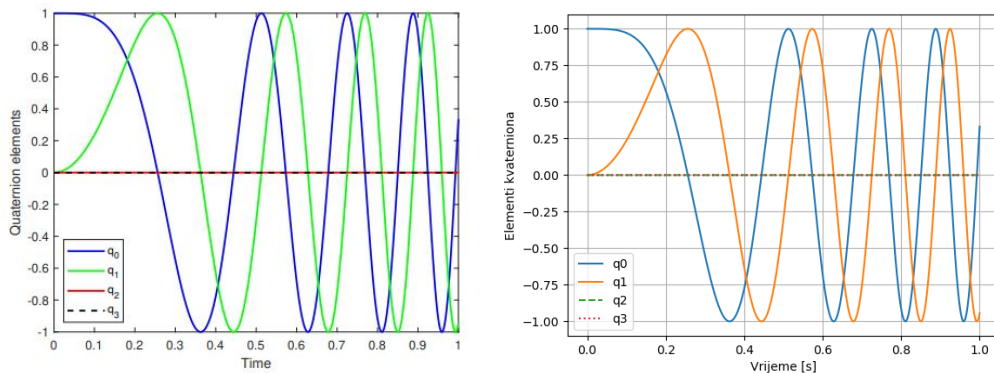 1
0.8
0.6
0.4
0.2
0
-0.2
-0.4
-0.6
-0.8
-1
Quaternion elements
q0
q1
q2
q3
0 0.1 0.2 0.3 0.4 0.5 0.6 0.7 0.8 0.9 1
Time
1.00
0.75
0.50
0.25
0.00
−0.25
−0.50
−0.75
−1.00
Elementi kvaterniona
q0
q1
q2
q3
0.0 0.2 0.4 0.6 0.8 1.0
Vrijeme [s]